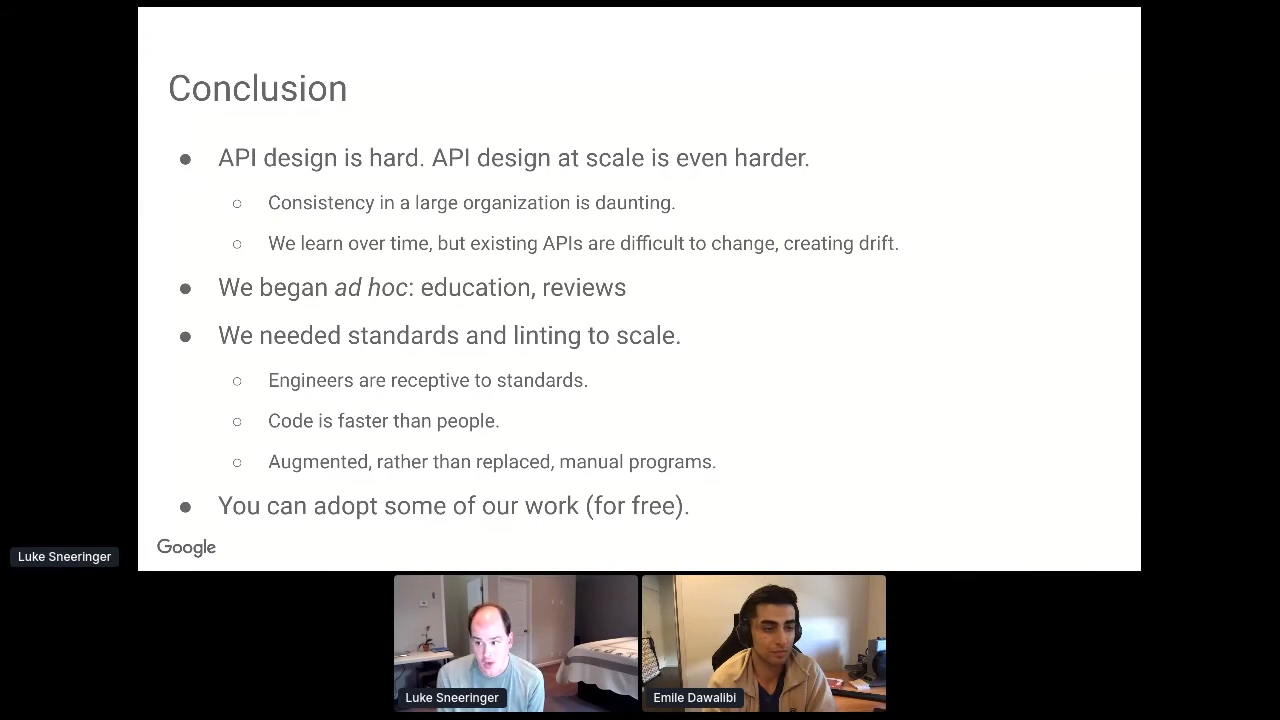 Conclusion
● API design is hard. API design at scale is even harder.
○ Consistency in a large organization is daunting.
○ We learn over time, but existing APIs are difficult to change, creating drift.
● We began ad hoc: education, reviews
● We needed standards and linting to scale.
○ Engineers are receptive to standards.
○ Code is faster than people.
○ Augmented, rather than replaced, manual programs.
● You can adopt some of our work (for free).
Google
Luke Sneeringer
Luke Sneeringer
Emile Dawalibi